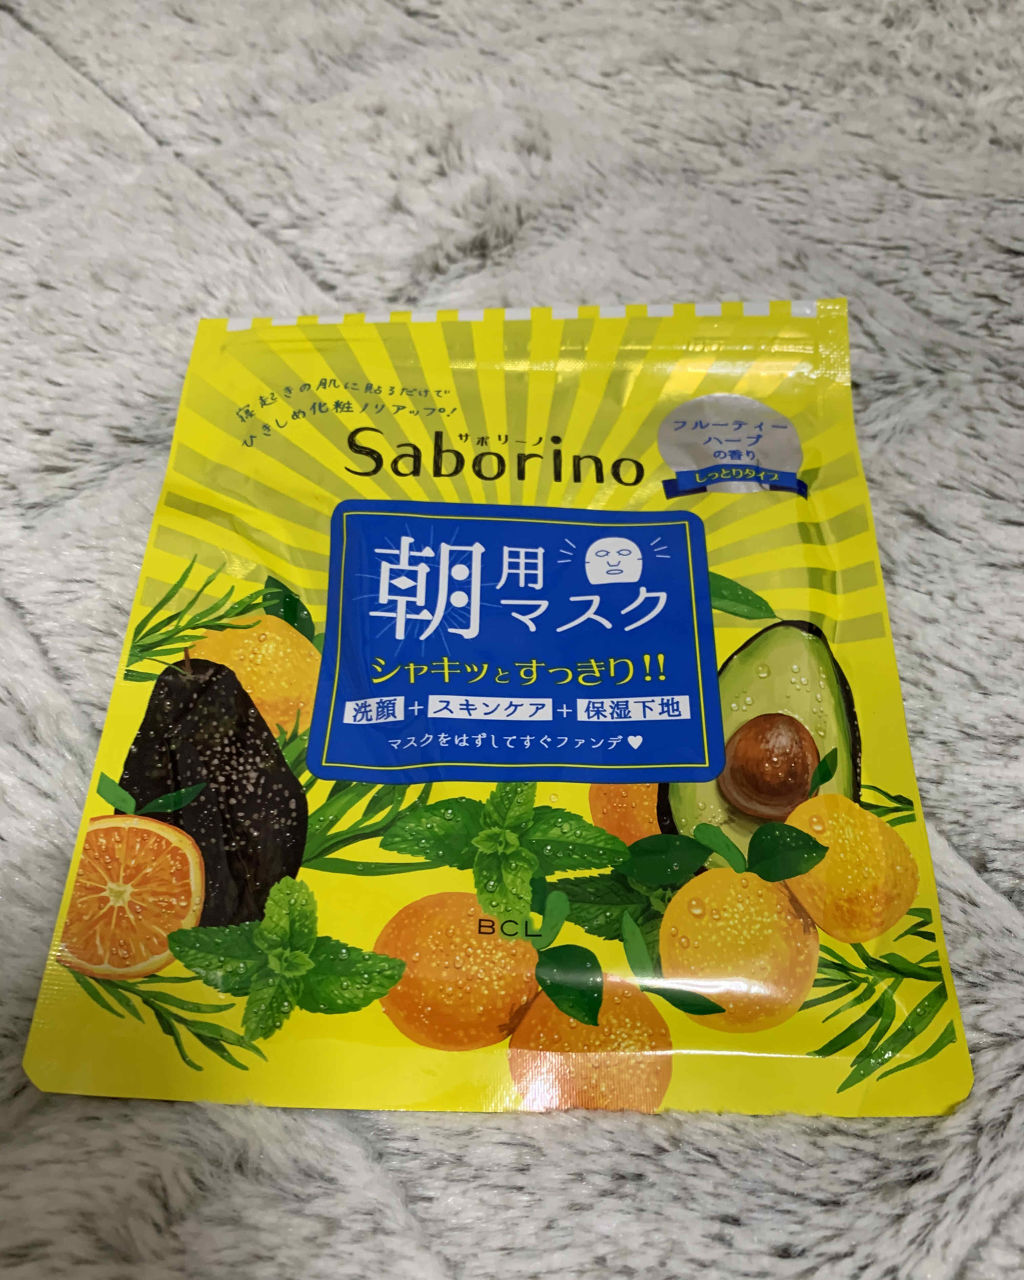 寝起きの肌に貼るだけで
ひきしめ化粧ノリアップ!
サボリーノ
Saborino
フルーティー
ハーブ
の香り
しっとりタイプ
朝用マスク
シャキッとすっきり!!
洗顔+スキンケア+保湿下地
マスクをはずしてすぐファンデ♥
BCL